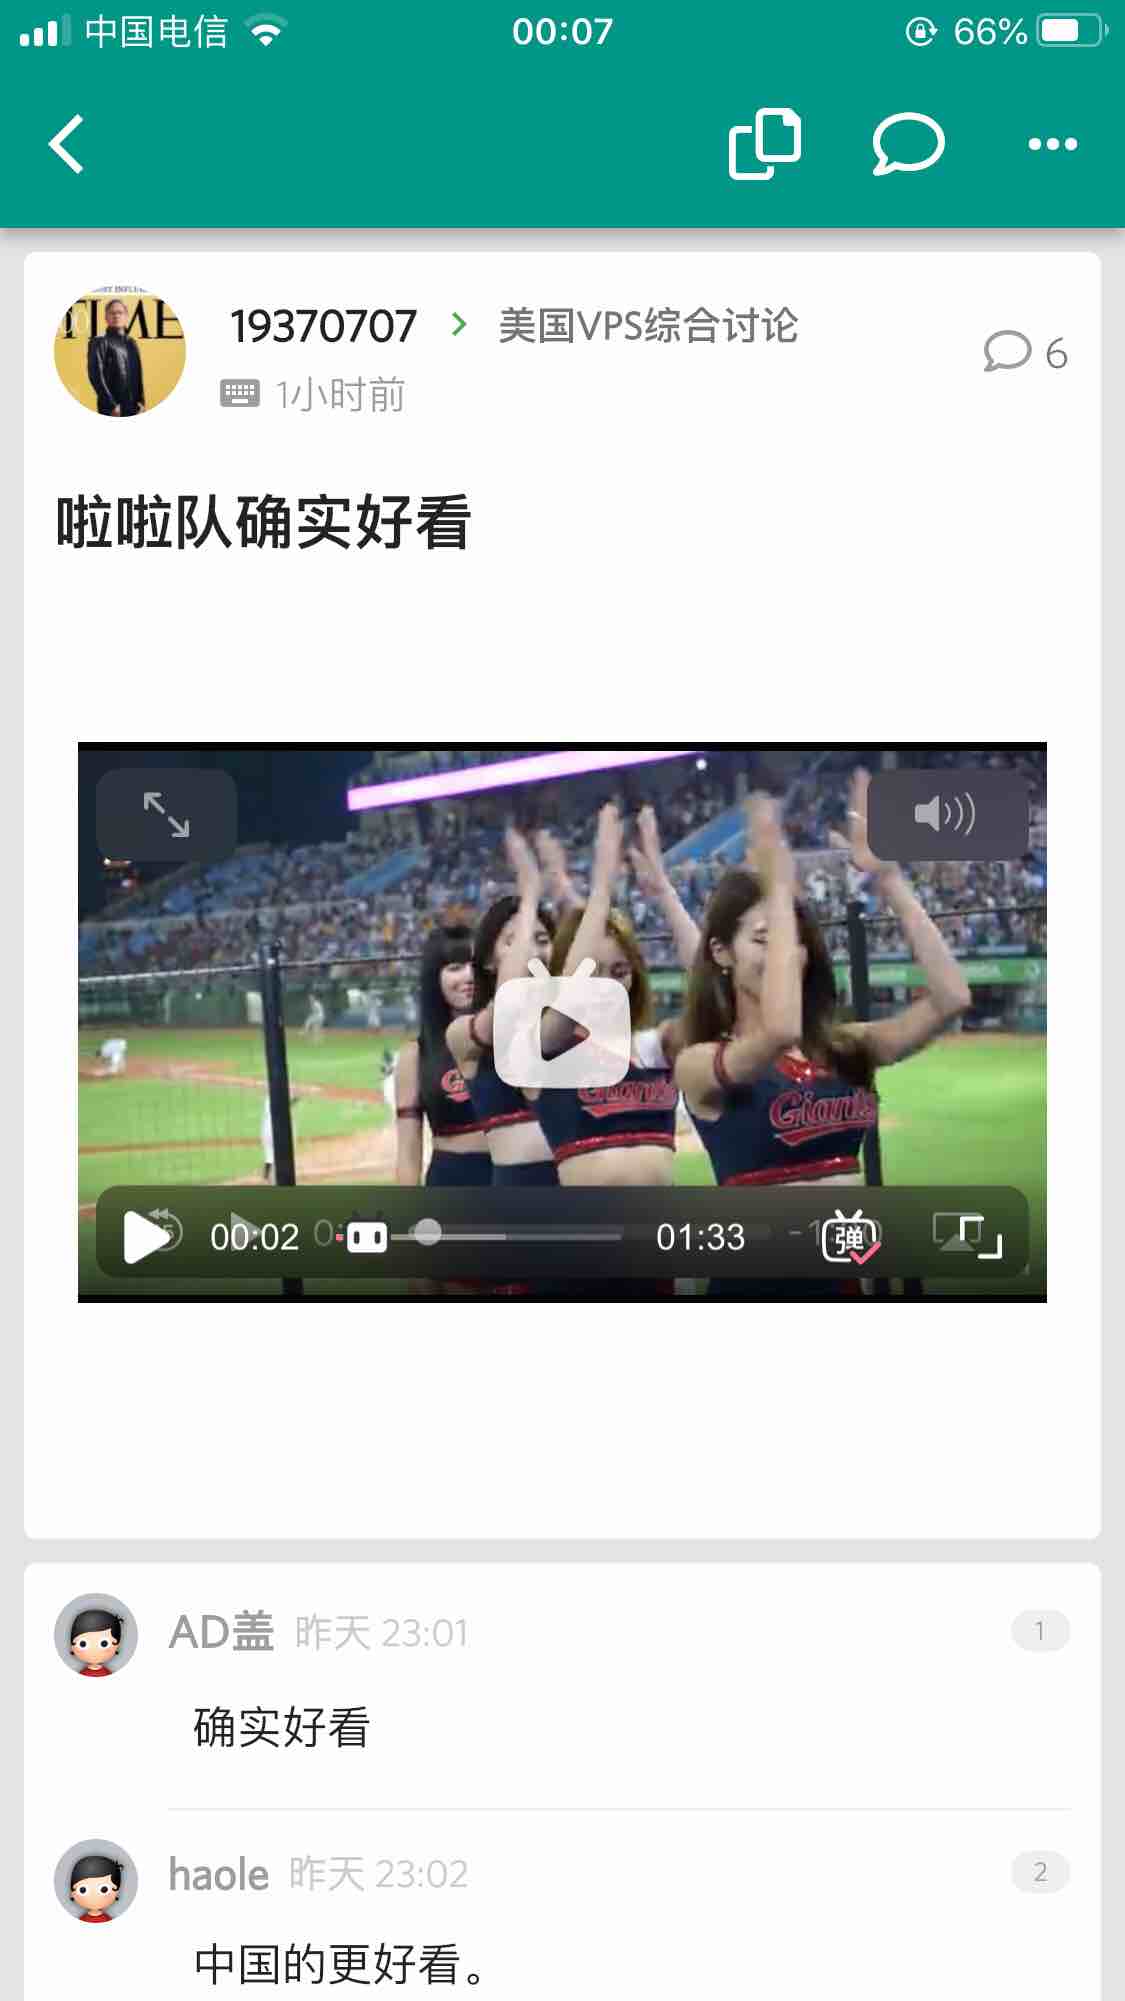 中国电信
00:07
66%
TIME
19370707
美国VPS综合讨论
6
1小时前
啦啦队确实好看
Giants
Giants
00:02
01:33
弹
AD盖
昨天 23:01
1
确实好看
haole
昨天 23:02
2
中国的更好看。